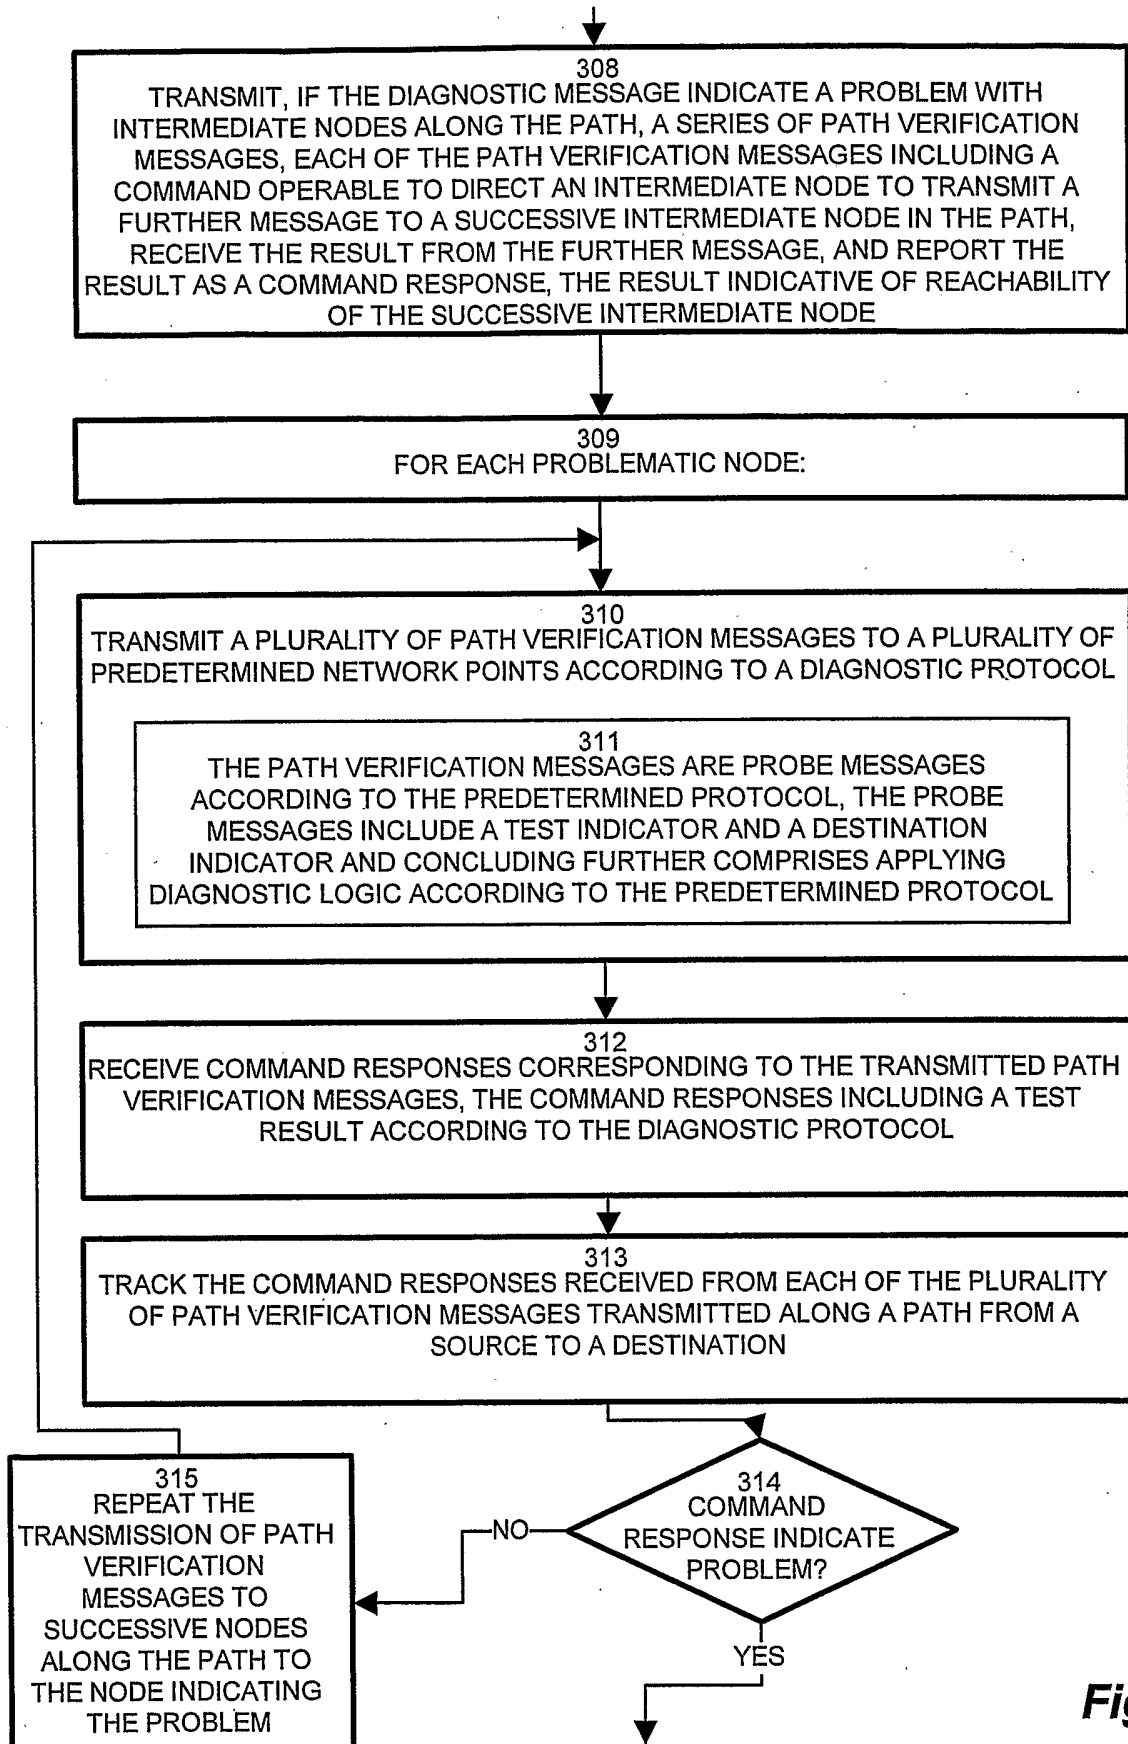 308
TRANSMIT, IF THE DIAGNOSTIC MESSAGE INDICATE A PROBLEM WITH
INTERMEDIATE NODES ALONG THE PATH, A SERIES OF PATH VERIFICATION
MESSAGES, EACH OF THE PATH VERIFICATION MESSAGES INCLUDING A
COMMAND OPERABLE TO DIRECT AN INTERMEDIATE NODE TO TRANSMIT A
FURTHER MESSAGE TO A SUCCESSIVE INTERMEDIATE NODE IN THE PATH,
RECEIVE THE RESULT FROM THE FURTHER MESSAGE, AND REPORT THE
RESULT AS A COMMAND RESPONSE, THE RESULT INDICATIVE OF REACHABILITY
OF THE SUCCESSIVE INTERMEDIATE NODE
309
FOR EACH PROBLEMATIC NODE:
310
TRANSMIT A PLURALITY OF PATH VERIFICATION MESSAGES TO A PLURALITY OF
PREDETERMINED NETWORK POINTS ACCORDING TO A DIAGNOSTIC PROTOCOL
311
THE PATH VERIFICATION MESSAGES ARE PROBE MESSAGES
ACCORDING TO THE PREDETERMINED PROTOCOL, THE PROBE
MESSAGES INCLUDE A TEST INDICATOR AND A DESTINATION
INDICATOR AND CONCLUDING FURTHER COMPRISES APPLYING
DIAGNOSTIC LOGIC ACCORDING TO THE PREDETERMINED PROTOCOL
312
RECEIVE COMMAND RESPONSES CORRESPONDING TO THE TRANSMITTED PATH
VERIFICATION MESSAGES, THE COMMAND RESPONSES INCLUDING A TEST
RESULT ACCORDING TO THE DIAGNOSTIC PROTOCOL
313
TRACK THE COMMAND RESPONSES RECEIVED FROM EACH OF THE PLURALITY
OF PATH VERIFICATION MESSAGES TRANSMITTED ALONG A PATH FROM A
SOURCE TO A DESTINATION
314
COMMAND
RESPONSE INDICATE
PROBLEM?
NO
YES
315
REPEAT THE
TRANSMISSION OF PATH
VERIFICATION
MESSAGES TO
SUCCESSIVE NODES
ALONG THE PATH TO
THE NODE INDICATING
THE PROBLEM